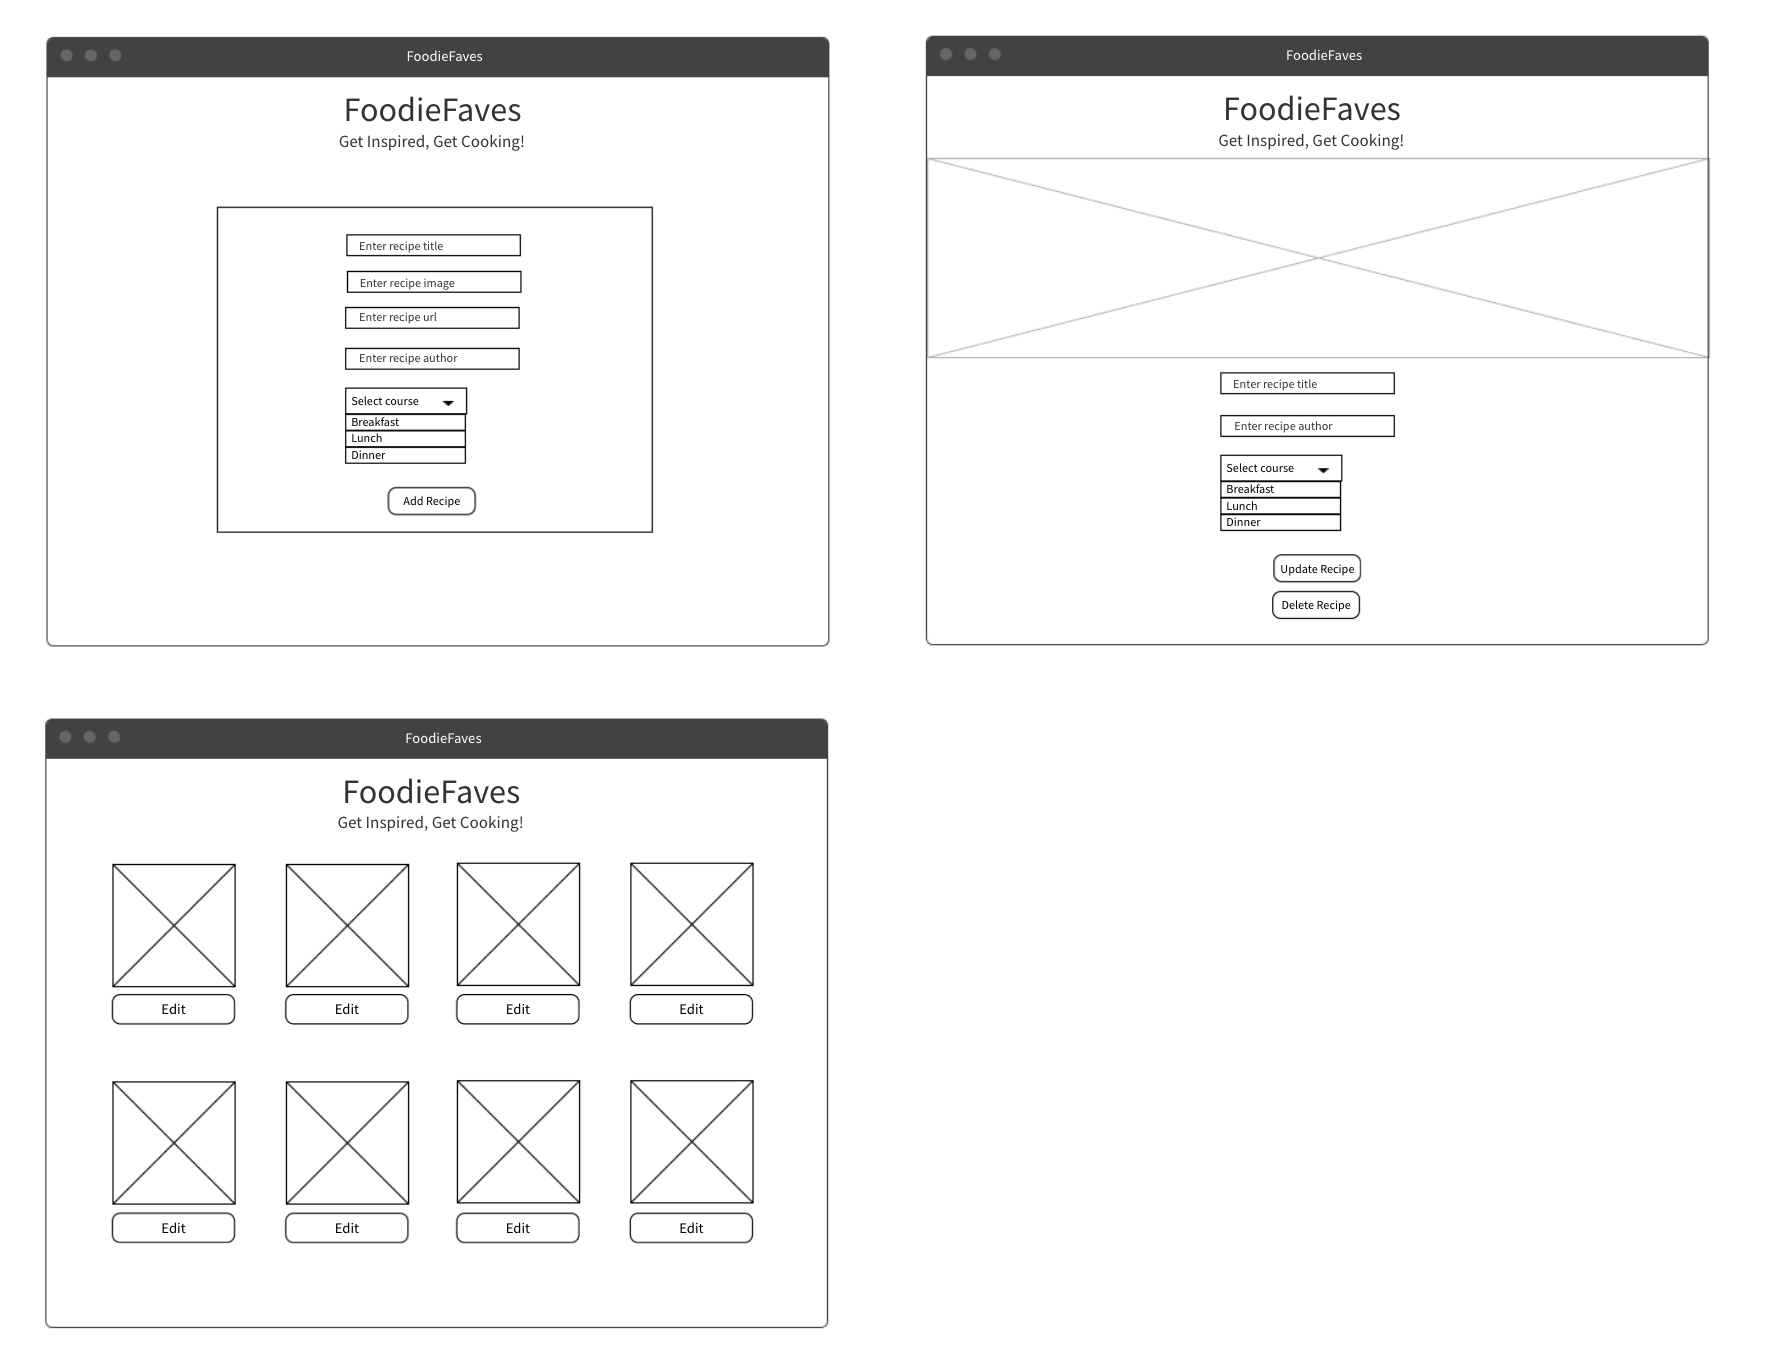 FoodieFaves
FoodieFaves
Get Inspired, Get Cooking!
Enter recipe title
Enter recipe image
Enter recipe url
Enter recipe author
Select course
Breakfast
Lunch
Dinner
Add Recipe
FoodieFaves
FoodieFaves
Get Inspired, Get Cooking!
Enter recipe title
Enter recipe author
Select course
Breakfast
Lunch
Dinner
Update Recipe
Delete Recipe
FoodieFaves
FoodieFaves
Get Inspired, Get Cooking!
Edit Edit Edit Edit
Edit Edit Edit Edit